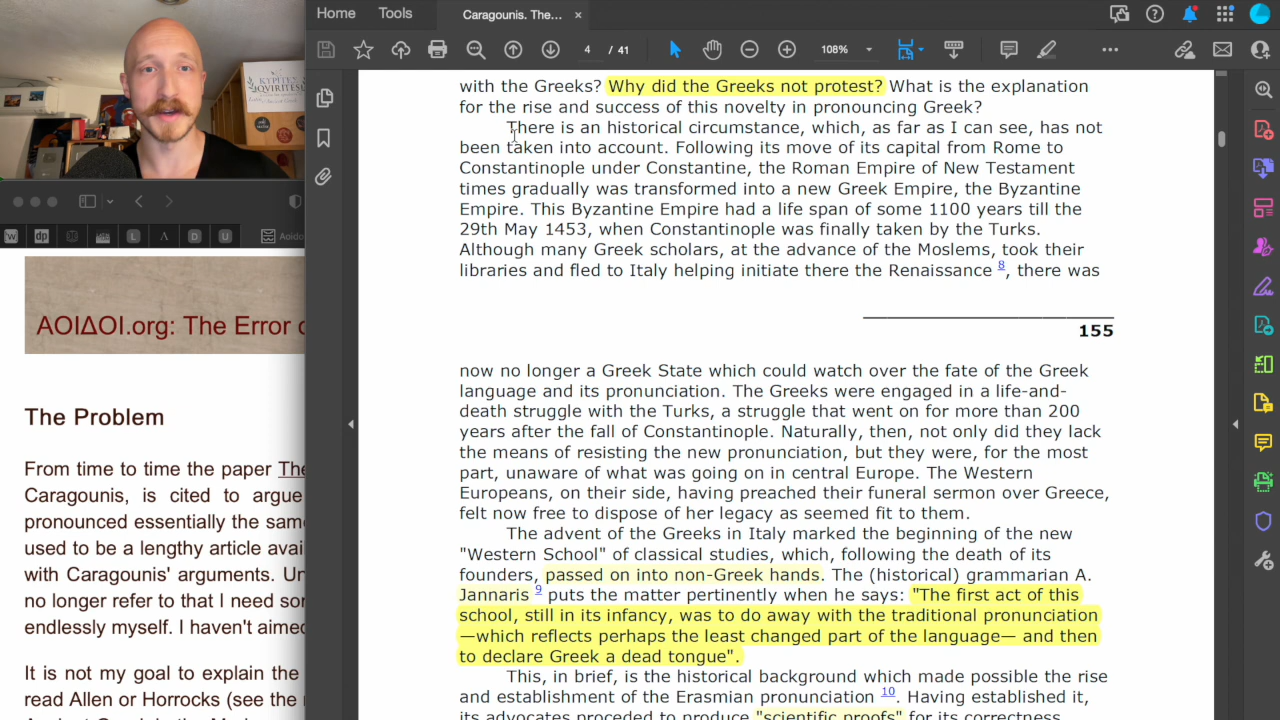 Home Tools Caragounis. The... ×
4 / 41 108%
with the Greeks? Why did the Greeks not protest? What is the explanation
for the rise and success of this novelty in pronouncing Greek?
There is an historical circumstance, which, as far as I can see, has not
been taken into account. Following its move of its capital from Rome to
Constantinople under Constantine, the Roman Empire of New Testament
times gradually was transformed into a new Greek Empire, the Byzantine
Empire. This Byzantine Empire had a life span of some 1100 years till the
29th May 1453, when Constantinople was finally taken by the Turks.
Although many Greek scholars, at the advance of the Moslems, took their
libraries and fled to Italy helping initiate there the Renaissance 8, there was
155
now no longer a Greek State which could watch over the fate of the Greek
language and its pronunciation. The Greeks were engaged in a life-and-
death struggle with the Turks, a struggle that went on for more than 200
years after the fall of Constantinople. Naturally, then, not only did they lack
the means of resisting the new pronunciation, but they were, for the most
part, unaware of what was going on in central Europe. The Western
Europeans, on their side, having preached their funeral sermon over Greece,
felt now free to dispose of her legacy as seemed fit to them.
The advent of the Greeks in Italy marked the beginning of the new
"Western School" of classical studies, which, following the death of its
founders, passed on into non-Greek hands. The (historical) grammarian A.
Jannaris 9 puts the matter pertinently when he says: "The first act of this
school, still in its infancy, was to do away with the traditional pronunciation
—which reflects perhaps the least changed part of the language— and then
to declare Greek a dead tongue".
This, in brief, is the historical background which made possible the rise
and establishment of the Erasmian pronunciation 10. Having established it,
its advocates proceded to produce "scientific proofs" for its correctness
W dp L Λ D U Aoido
ΑΟΙΔΟΙ.org: The Error o
The Problem
From time to time the paper The
Caragounis, is cited to argue
pronounced essentially the same
used to be a lengthy article avai
with Caragounis' arguments. Un
no longer refer to that I need son
endlessly myself. I haven't aimed
It is not my goal to explain the
read Allen or Horrocks (see the r